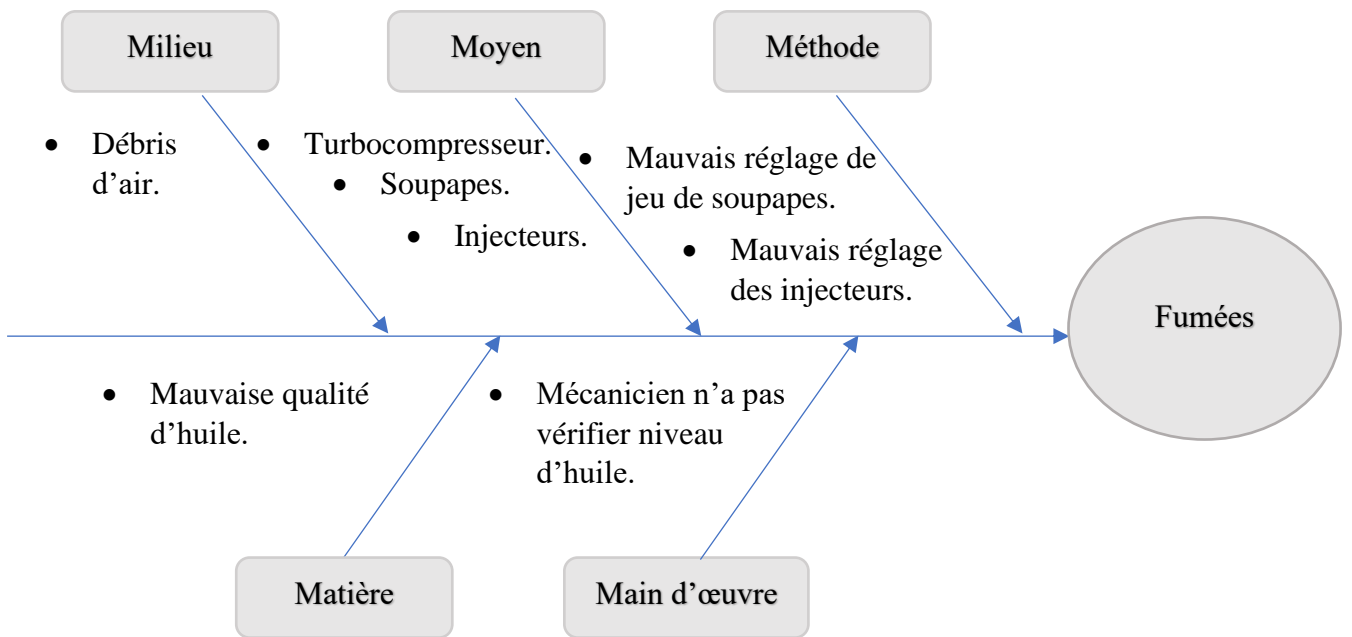 Milieu
Moyen
Méthode
• Débris
d’air.
• Turbocompresseur.
• Soupapes.
• Injecteurs.
• Mauvais réglage de
jeu de soupapes.
• Mauvais réglage
des injecteurs.
Fumées
• Mauvaise qualité
d’huile.
• Mécanicien n’a pas
vérifier niveau
d’huile.
Matière
Main d’œuvre